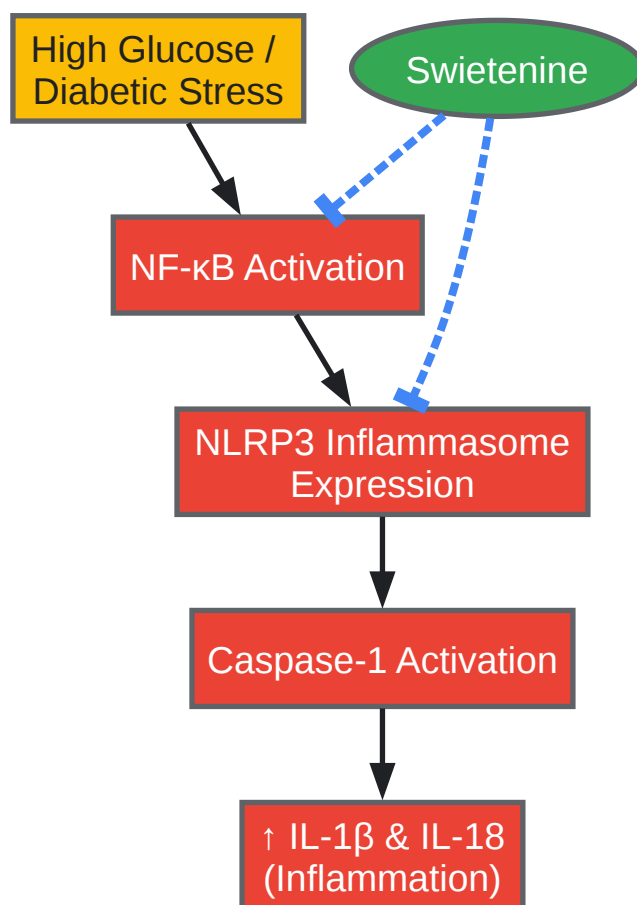 High Glucose /
Diabetic Stress
Swietenine
NF-κB Activation
NLRP3 Inflammasome
Expression
Caspase-1 Activation
↑ IL-1β & IL-18
(Inflammation)